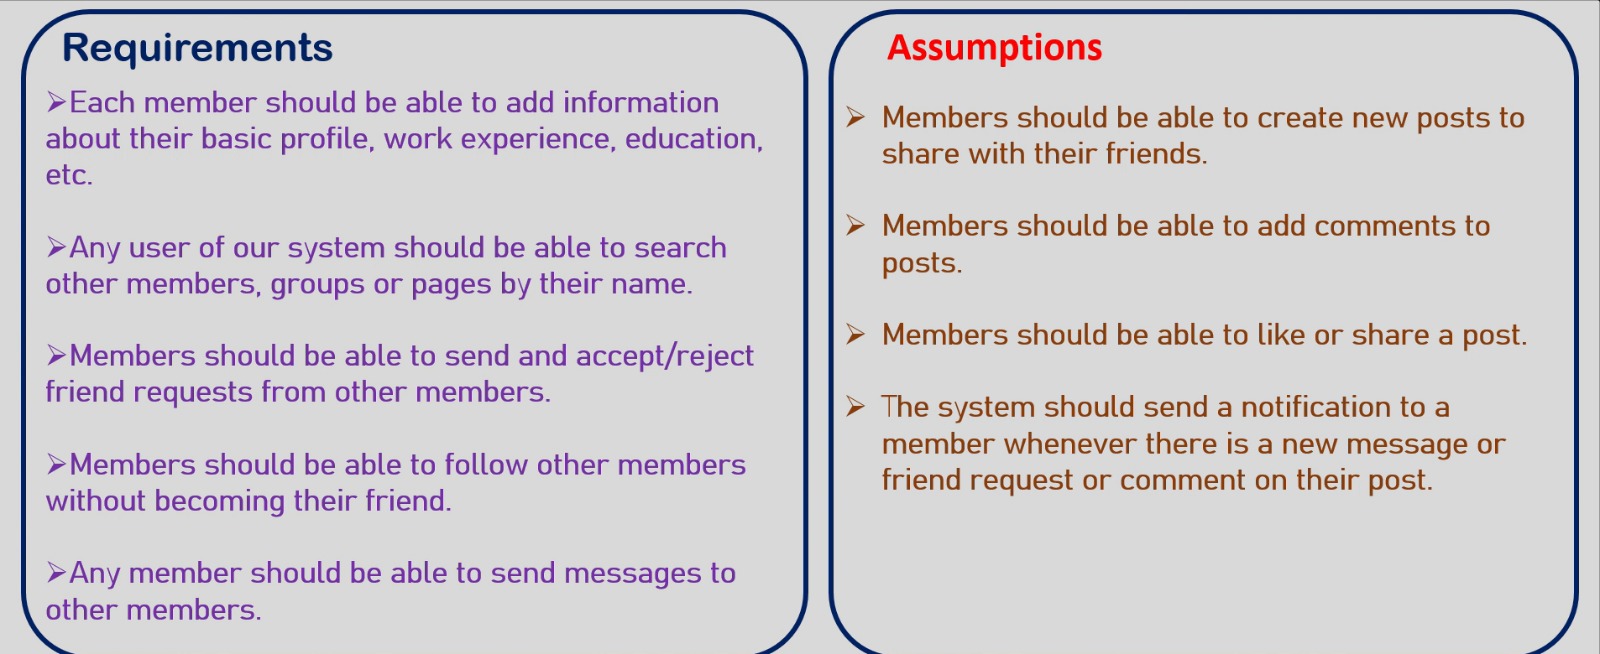 Requirements
➢Each member should be able to add information
about their basic profile, work experience, education,
etc.
➢Any user of our system should be able to search
other members, groups or pages by their name.
➢Members should be able to send and accept/reject
friend requests from other members.
➢Members should be able to follow other members
without becoming their friend.
➢Any member should be able to send messages to
other members.
Assumptions
➢ Members should be able to create new posts to
share with their friends.
➢ Members should be able to add comments to
posts.
➢ Members should be able to like or share a post.
➢ The system should send a notification to a
member whenever there is a new message or
friend request or comment on their post.